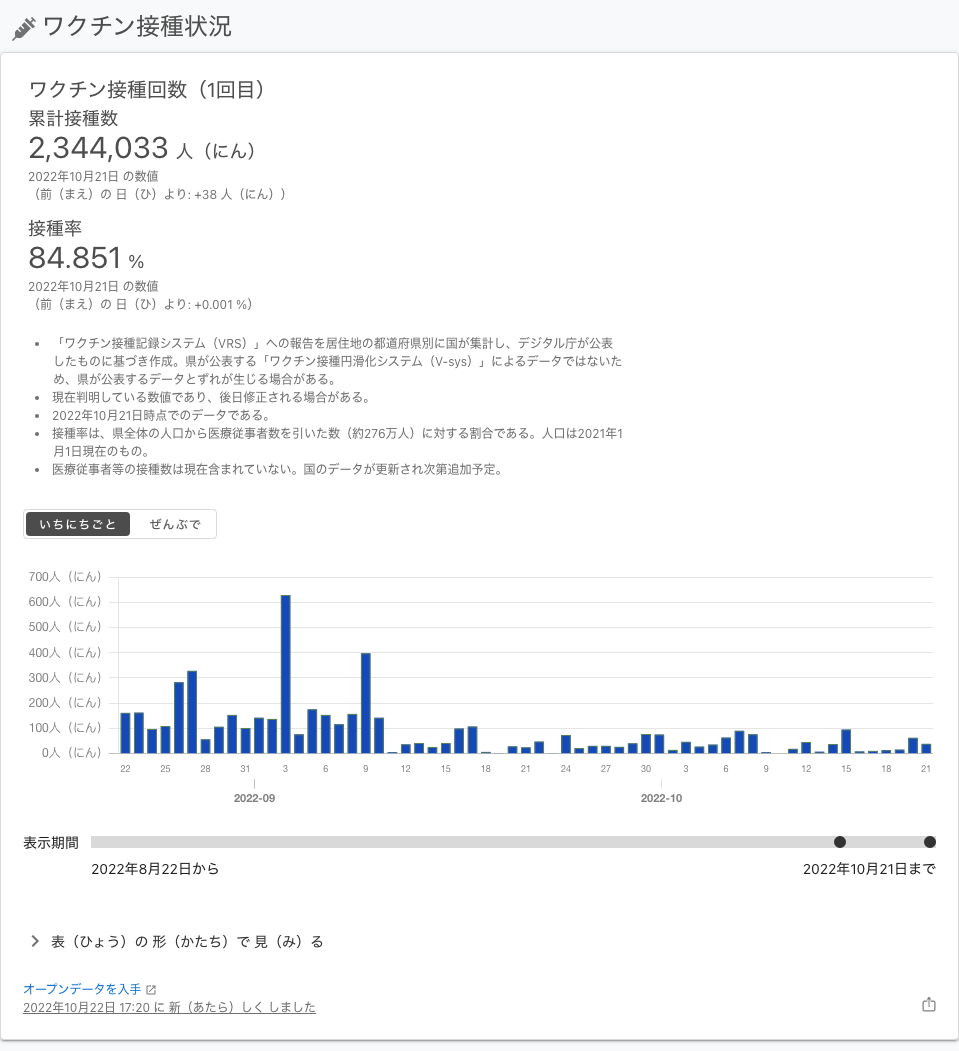 ワクチン接種状況
ワクチン接種回数（1回目）
累計接種数
2,344,033 人（にん）
2022年10月21日 の数値
（前（まえ）の 日（ひ）より: +38 人（にん））
接種率
84.851 %
2022年10月21日 の数値
（前（まえ）の 日（ひ）より: +0.001 %）
• 「ワクチン接種記録システム（VRS）」への報告を居住地の都道府県別に国が集計し、デジタル庁が公表
したものに基づき作成。県が公表する「ワクチン接種円滑化システム（V-sys）」によるデータではないた
め、県が公表するデータとずれが生じる場合がある。
• 現在判明している数値であり、後日修正される場合がある。
• 2022年10月21日時点でのデータである。
• 接種率は、県全体の人口から医療従事者数を引いた数（約276万人）に対する割合である。人口は2021年1
月1日現在のもの。
• 医療従事者等の接種数は現在含まれていない。国のデータが更新され次第追加予定。
いちにちごと ぜんぶで
700人（にん）
600人（にん）
500人（にん）
400人（にん）
300人（にん）
200人（にん）
100人（にん）
0人（にん）
22 25 28 31 3 6 9 12 15 18 21 24 27 30 3 6 9 12 15 18 21
2022-09 2022-10
表示期間
2022年8月22日から 2022年10月21日まで
表（ひょう）の 形（かたち）で 見（み）る
オープンデータを入手
2022年10月22日 17:20 に 新（あたら）しく しました